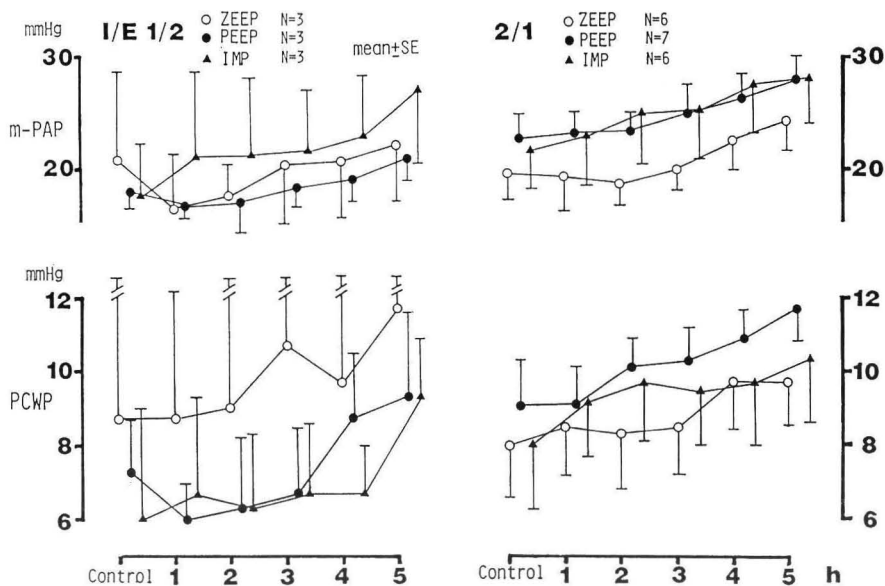 mmHg
I/E 1/2
ZEEP N=3
PEEP N=3
IMP N=3
mean±SE
2/1
ZEEP N=6
PEEP N=7
IMP N=6
mmHg
30
30
m-PAP
20
20
mmHg
12
12
10
10
PCWP
8
8
6
6
Control 1 2 3 4 5
Control 1 2 3 4 5 h